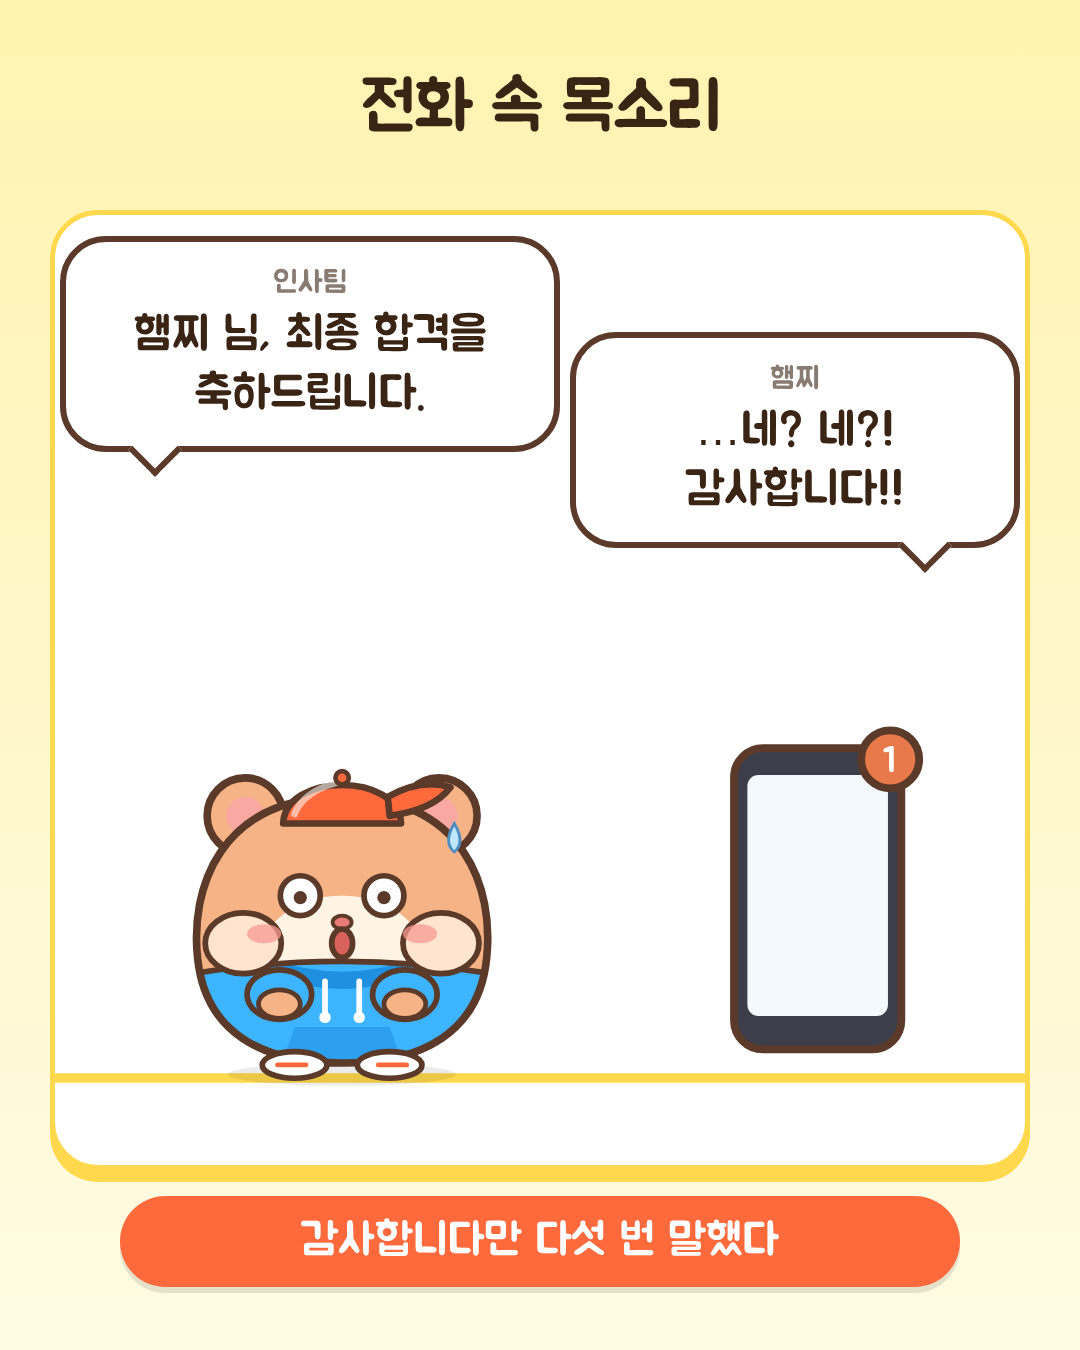 전화 속 목소리
인사팀
햄찌 님, 최종 합격을
축하드립니다.
햄찌
...네? 네?!
감사합니다!!
1
감사합니다만 다섯 번 말했다